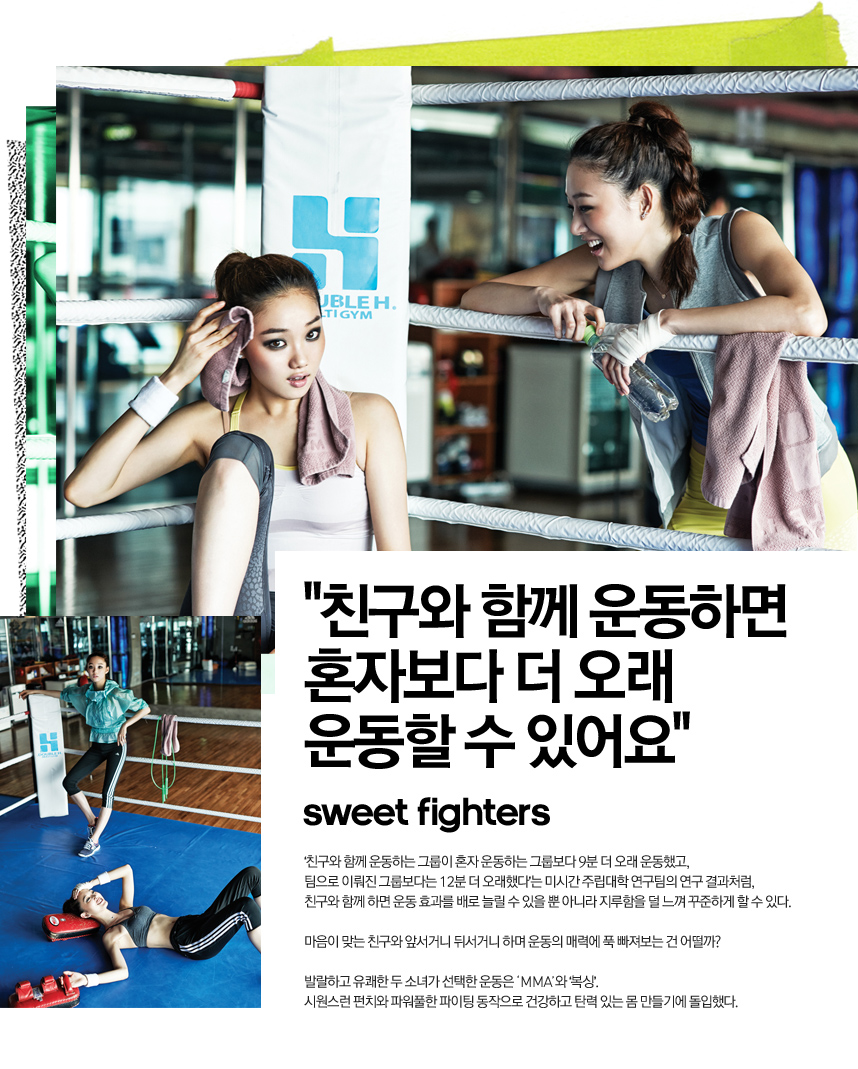 UBLE H.
LTI GYM
"친구와 함께 운동하면
혼자보다 더 오래
운동할 수 있어요"
sweet fighters
'친구와 함께 운동하는 그룹이 혼자 운동하는 그룹보다 9분 더 오래 운동했고,
팀으로 이뤄진 그룹보다는 12분 더 오래했다'는 미시간 주립대학 연구팀의 연구 결과처럼,
친구와 함께 하면 운동 효과를 배로 늘릴 수 있을 뿐 아니라 지루함을 덜 느껴 꾸준하게 할 수 있다.
마음이 맞는 친구와 앞서거니 뒤서거니 하며 운동의 매력에 푹 빠져보는 건 어떨까?
발랄하고 유쾌한 두 소녀가 선택한 운동은 'MMA'와 '복싱'.
시원스런 펀치와 파워풀한 파이팅 동작으로 건강하고 탄력 있는 몸 만들기에 돌입했다.